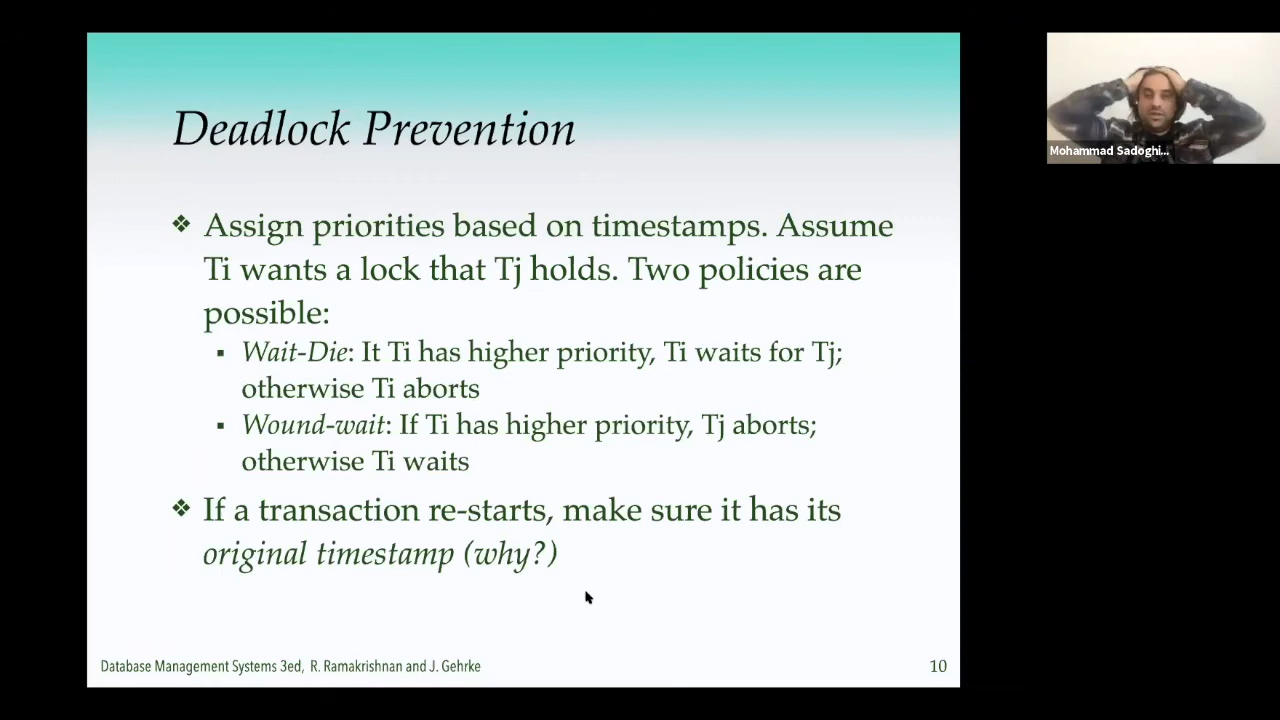 Deadlock Prevention
❖ Assign priorities based on timestamps. Assume
Ti wants a lock that Tj holds. Two policies are
possible:
▪ Wait-Die: It Ti has higher priority, Ti waits for Tj;
otherwise Ti aborts
▪ Wound-wait: If Ti has higher priority, Tj aborts;
otherwise Ti waits
❖ If a transaction re-starts, make sure it has its
original timestamp (why?)
Database Management Systems 3ed, R. Ramakrishnan and J. Gehrke
10
Mohammad Sadoghi...